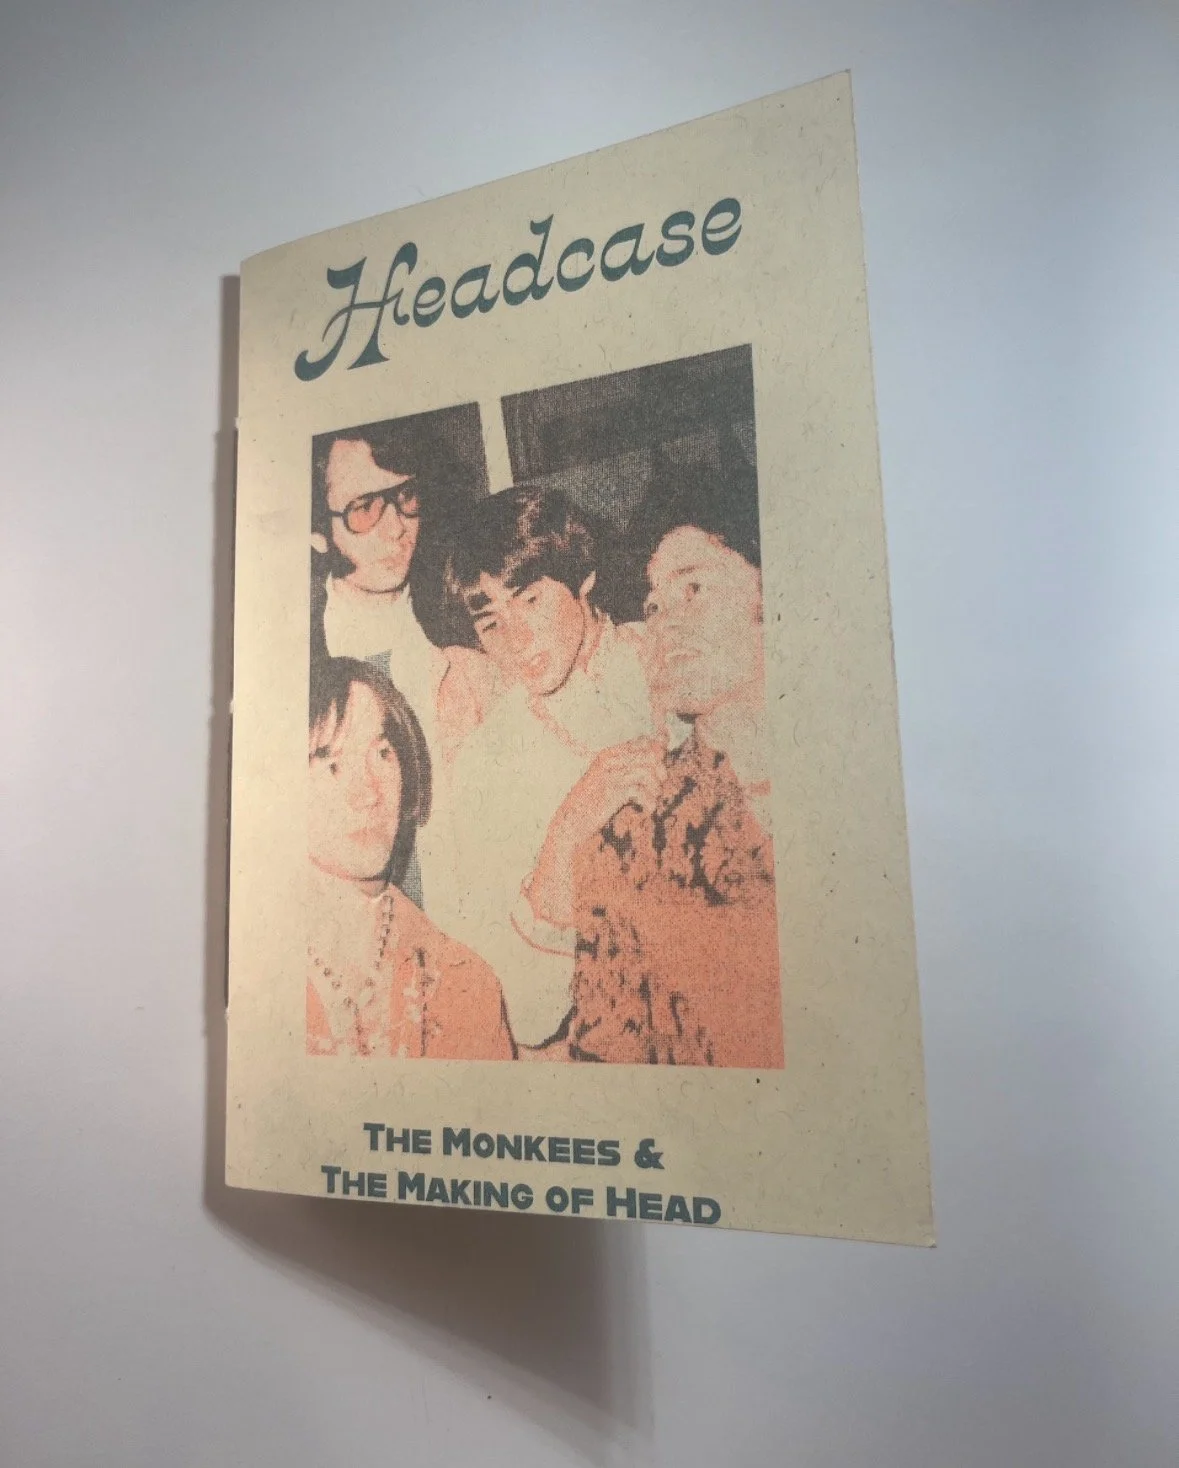 Headcase
THE MONKEES &
THE MAKING OF HEAD